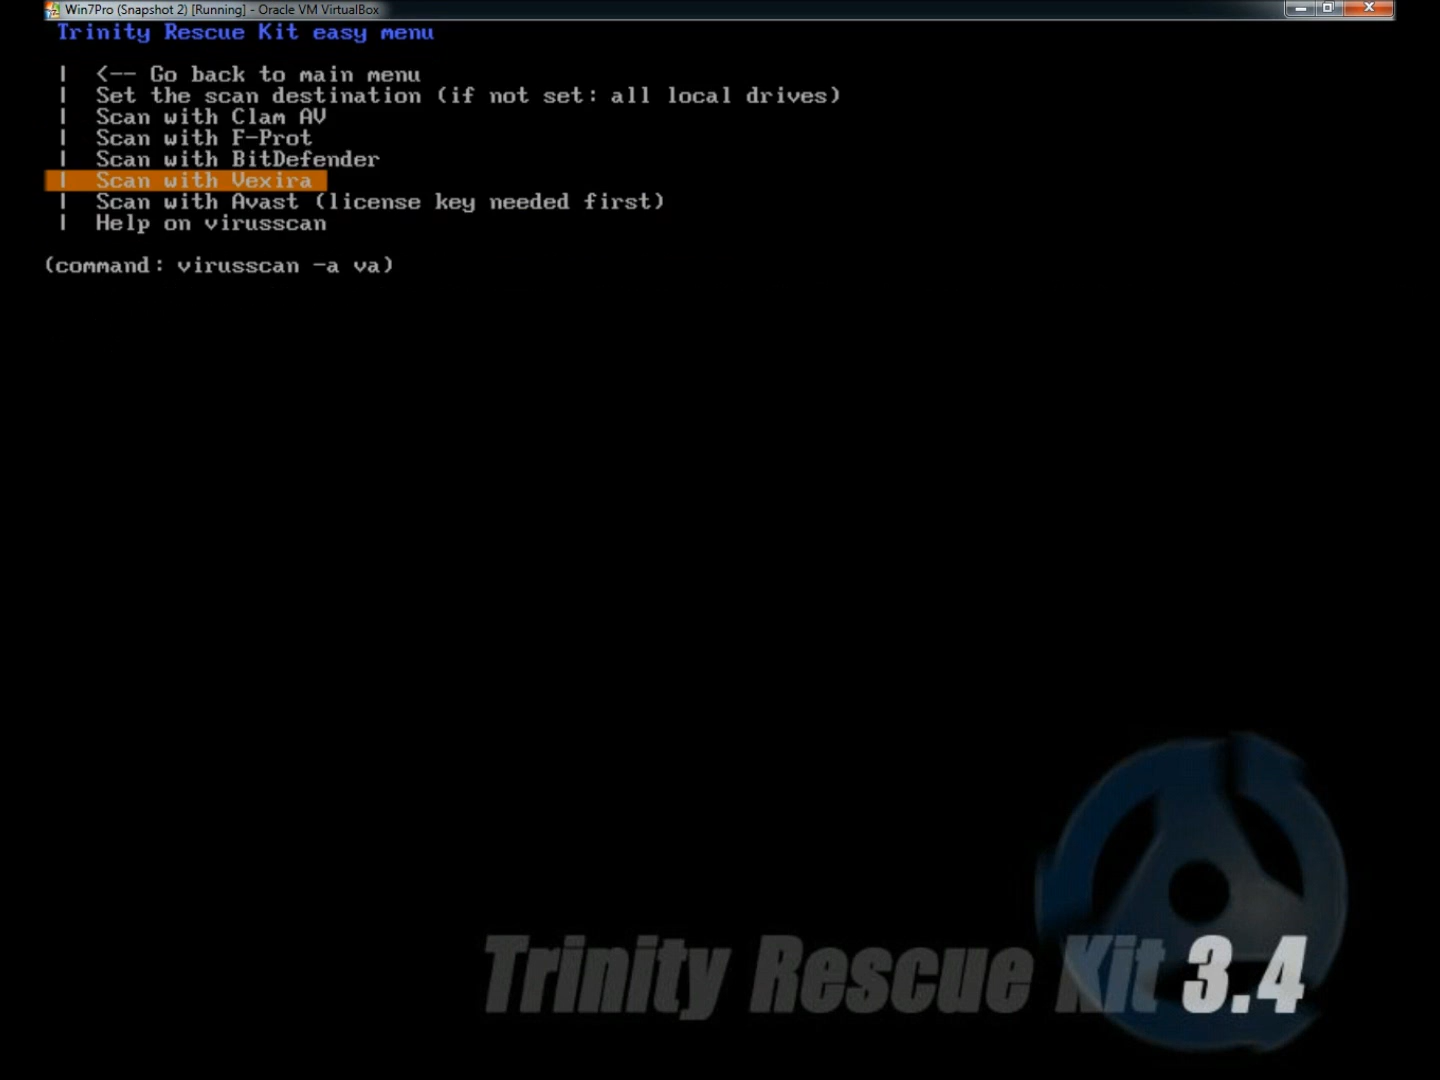 Win7Pro (Snapshot 2) [Running] - Oracle VM VirtualBox
Trinity Rescue Kit easy menu
| <-- Go back to main menu
| Set the scan destination (if not set: all local drives)
| Scan with Clam AV
| Scan with F-Prot
| Scan with BitDefender
| Scan with Vexira
| Scan with Avast (license key needed first)
| Help on virusscan
(command: virusscan -a va)
Trinity Rescue Kit 3.4